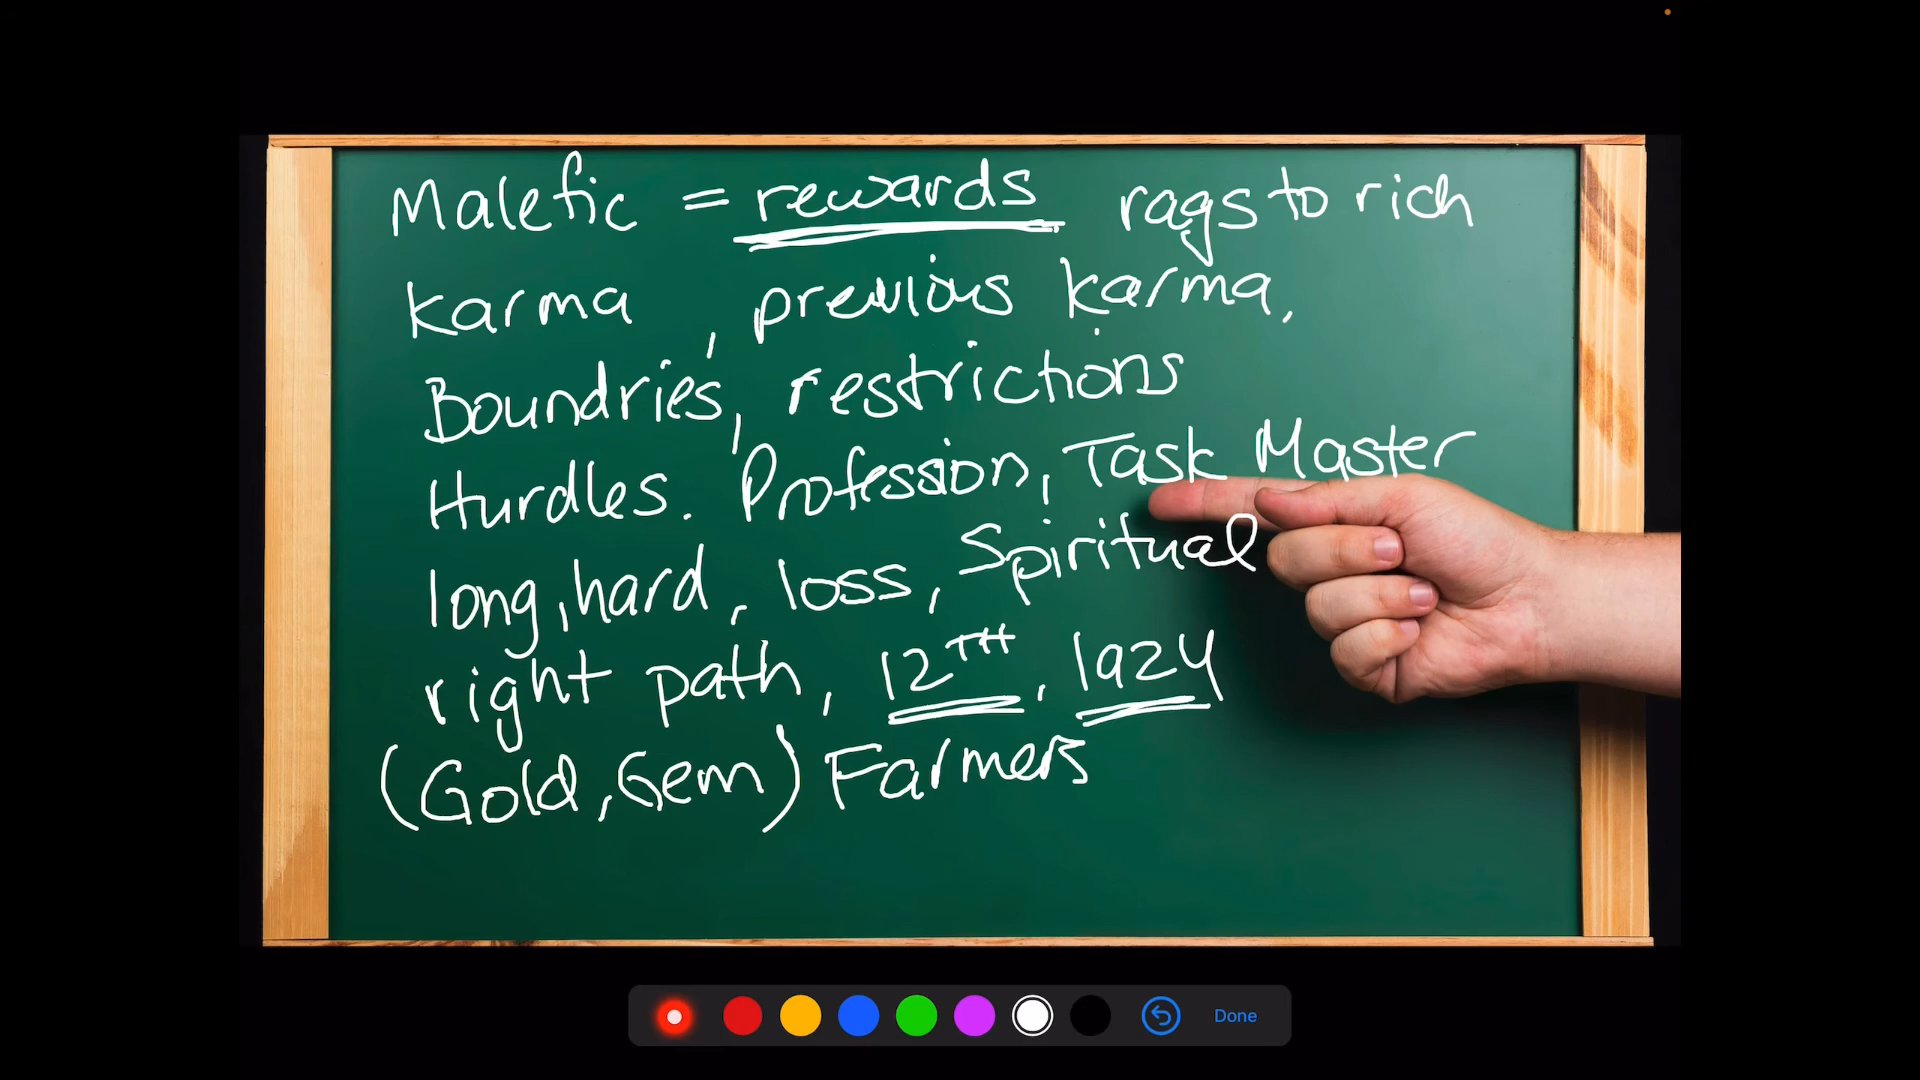 Malefic = rewards rags to rich
karma, previous karma,
Boundries, restrictions
Hurdles. Profession, Task Master
long, hard, loss, Spiritual
right path, 12TH, 1924
(Gold, Gem) Farmers
Done